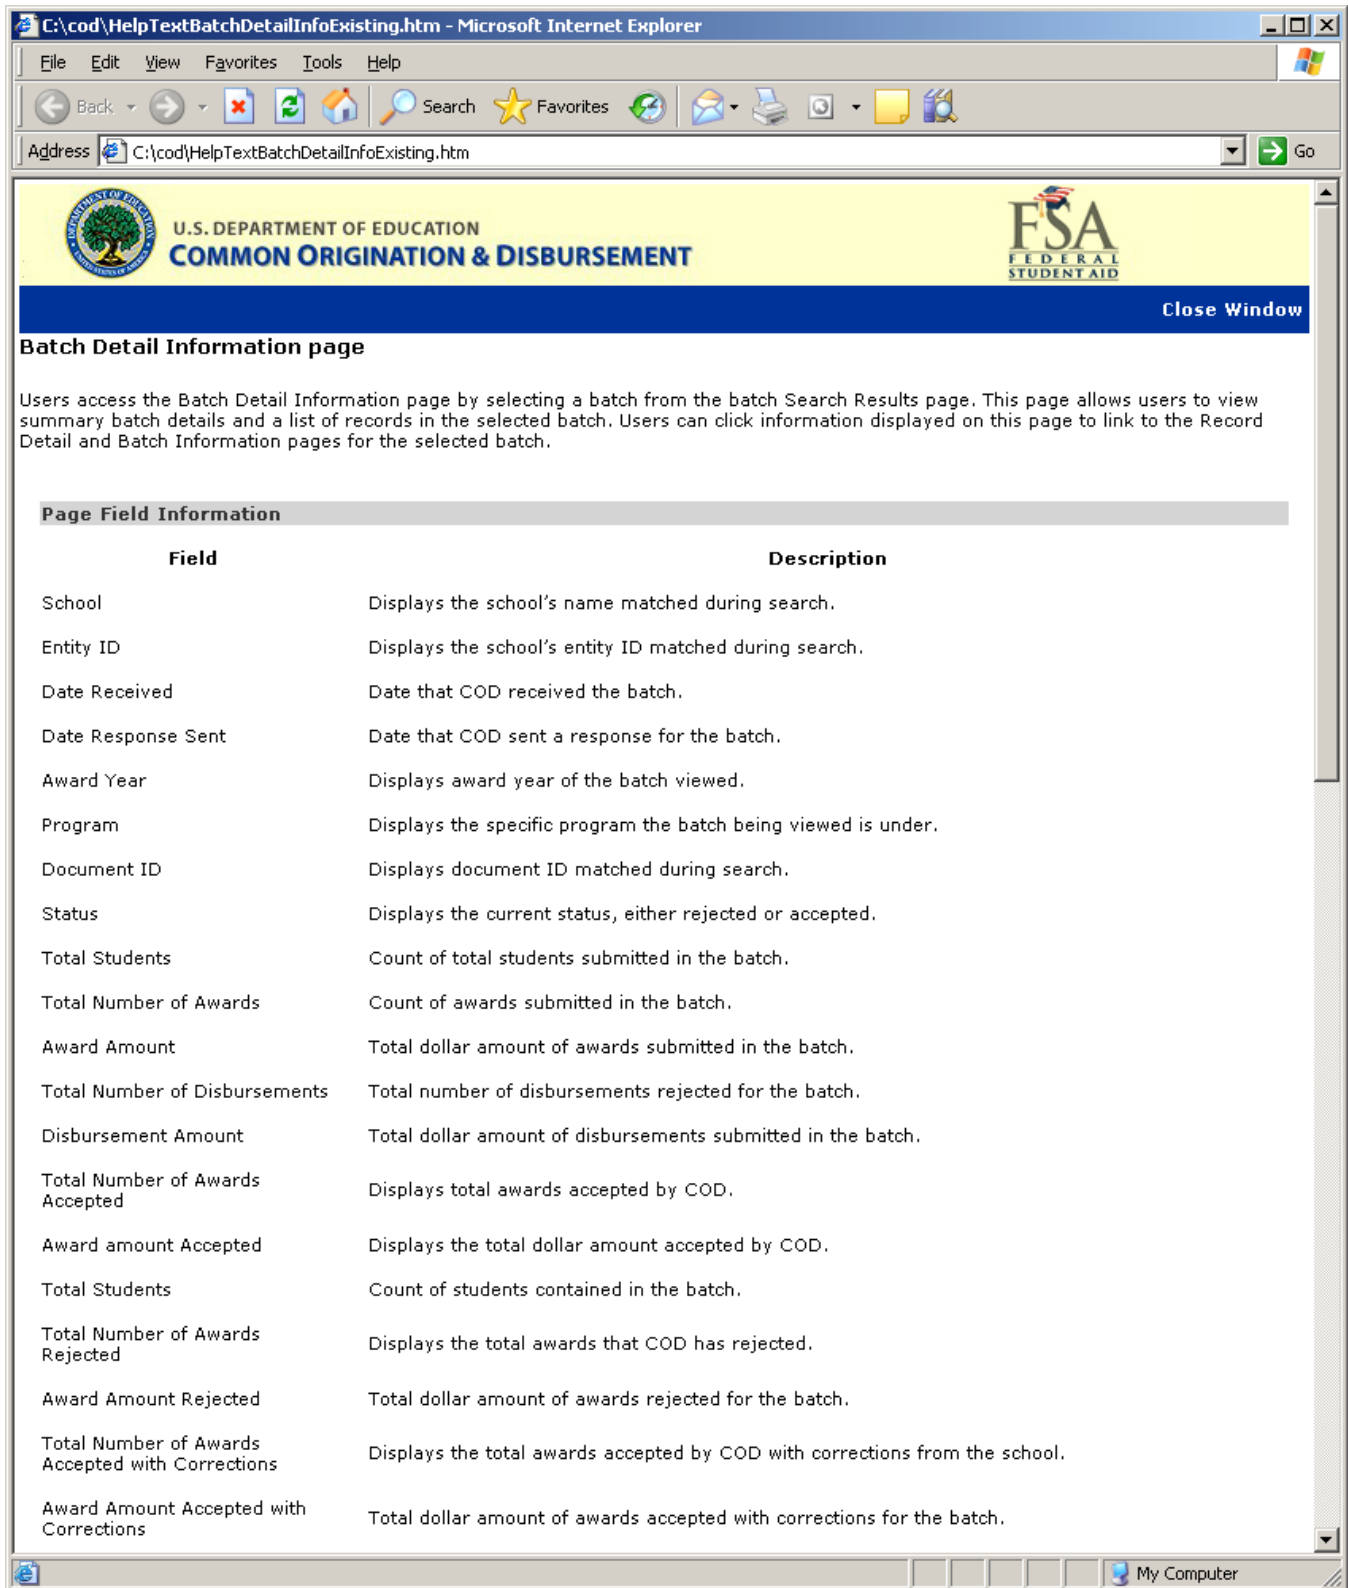 C:\cod\HelpTextBatchDetailInfoExisting.htm - Microsoft Internet Explorer
File Edit View Favorites Tools Help
Back Search Favorites
Address C:\cod\HelpTextBatchDetailInfoExisting.htm Go
U.S. DEPARTMENT OF EDUCATION
COMMON ORIGINATION & DISBURSEMENT
FSA
FEDERAL
STUDENT AID
Close Window
Batch Detail Information page
Users access the Batch Detail Information page by selecting a batch from the batch Search Results page. This page allows users to view
summary batch details and a list of records in the selected batch. Users can click information displayed on this page to link to the Record
Detail and Batch Information pages for the selected batch.
Page Field Information
Field Description
School Displays the school's name matched during search.
Entity ID Displays the school's entity ID matched during search.
Date Received Date that COD received the batch.
Date Response Sent Date that COD sent a response for the batch.
Award Year Displays award year of the batch viewed.
Program Displays the specific program the batch being viewed is under.
Document ID Displays document ID matched during search.
Status Displays the current status, either rejected or accepted.
Total Students Count of total students submitted in the batch.
Total Number of Awards Count of awards submitted in the batch.
Award Amount Total dollar amount of awards submitted in the batch.
Total Number of Disbursements Total number of disbursements rejected for the batch.
Disbursement Amount Total dollar amount of disbursements submitted in the batch.
Total Number of Awards
Accepted Displays total awards accepted by COD.
Award amount Accepted Displays the total dollar amount accepted by COD.
Total Students Count of students contained in the batch.
Total Number of Awards
Rejected Displays the total awards that COD has rejected.
Award Amount Rejected Total dollar amount of awards rejected for the batch.
Total Number of Awards
Accepted with Corrections Displays the total awards accepted by COD with corrections from the school.
Award Amount Accepted with
Corrections Total dollar amount of awards accepted with corrections for the batch.
My Computer